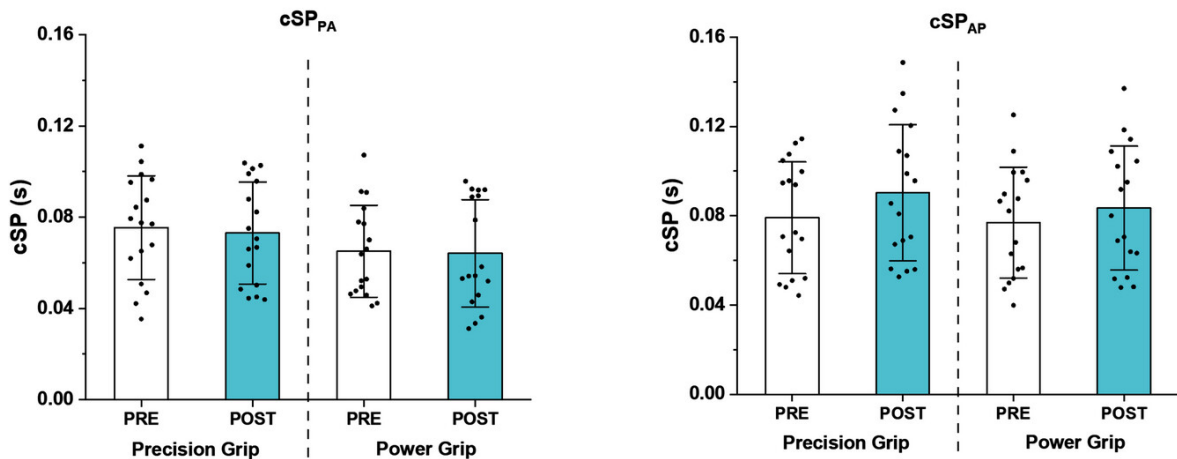 cSPPA
cSP (s)
0.16
0.12
0.08
0.04
0.00
PRE
POST
PRE
POST
Precision Grip
Power Grip
cSPAP
cSP (s)
0.16
0.12
0.08
0.04
0.00
PRE
POST
PRE
POST
Precision Grip
Power Grip